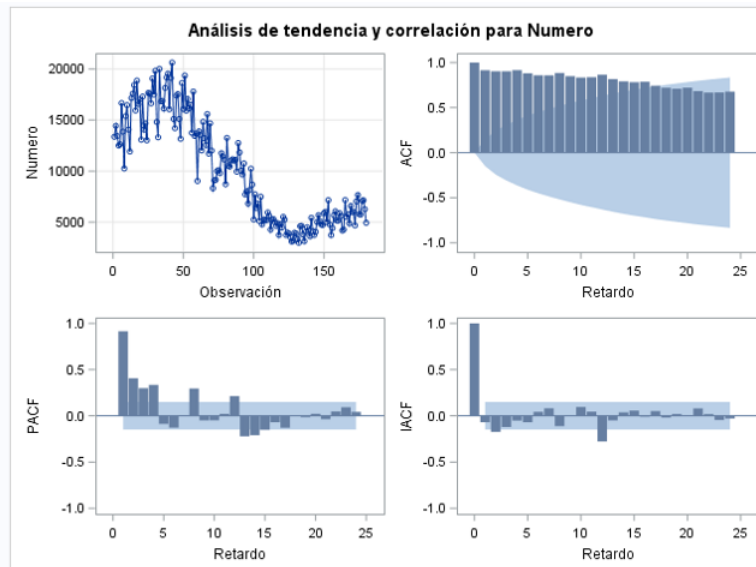 Análisis de tendencia y correlación para Numero
20000
15000
10000
5000
Numero
0 50 100 150
Observación
1.0
0.5
0.0
-0.5
-1.0
ACF
0 5 10 15 20 25
Retardo
1.0
0.5
0.0
-0.5
-1.0
PACF
0 5 10 15 20 25
Retardo
1.0
0.5
0.0
-0.5
-1.0
IACF
0 5 10 15 20 25
Retardo